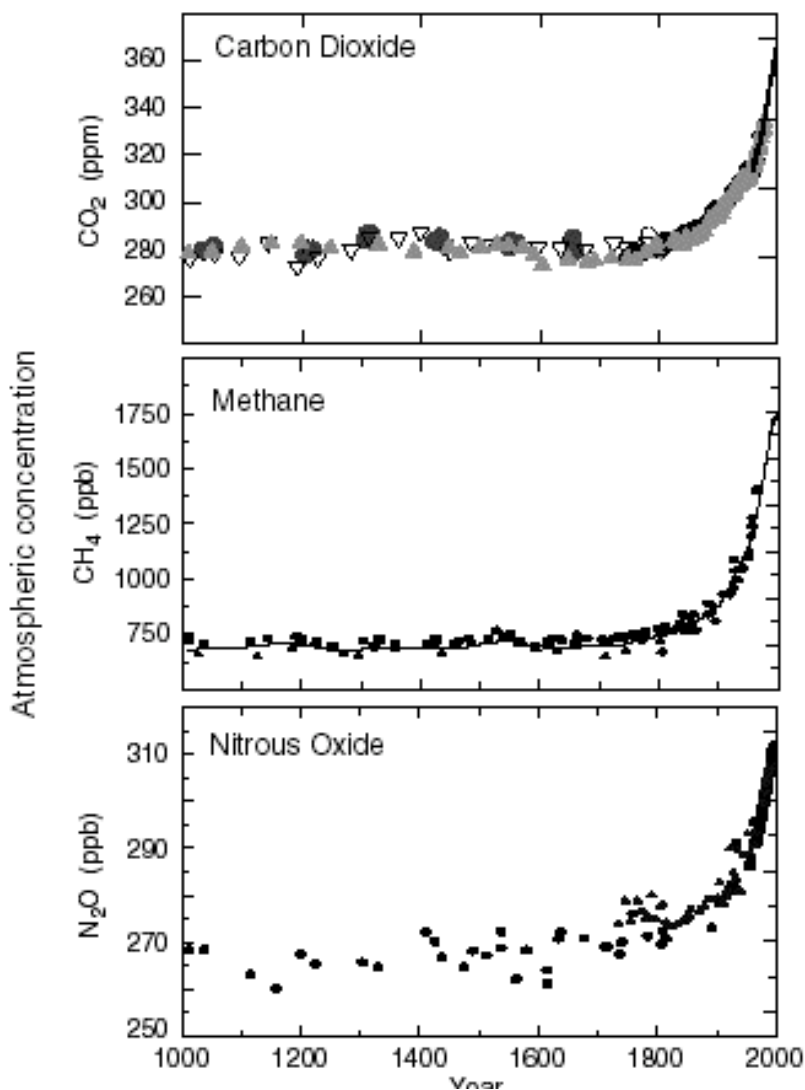 Carbon Dioxide
360
340
320
300
280
260
CO₂ (ppm)
Methane
1750
1500
1250
1000
750
CH₄ (ppb)
Atmospheric concentration
Nitrous Oxide
310
290
270
250
N₂O (ppb)
1000 1200 1400 1600 1800 2000
Year